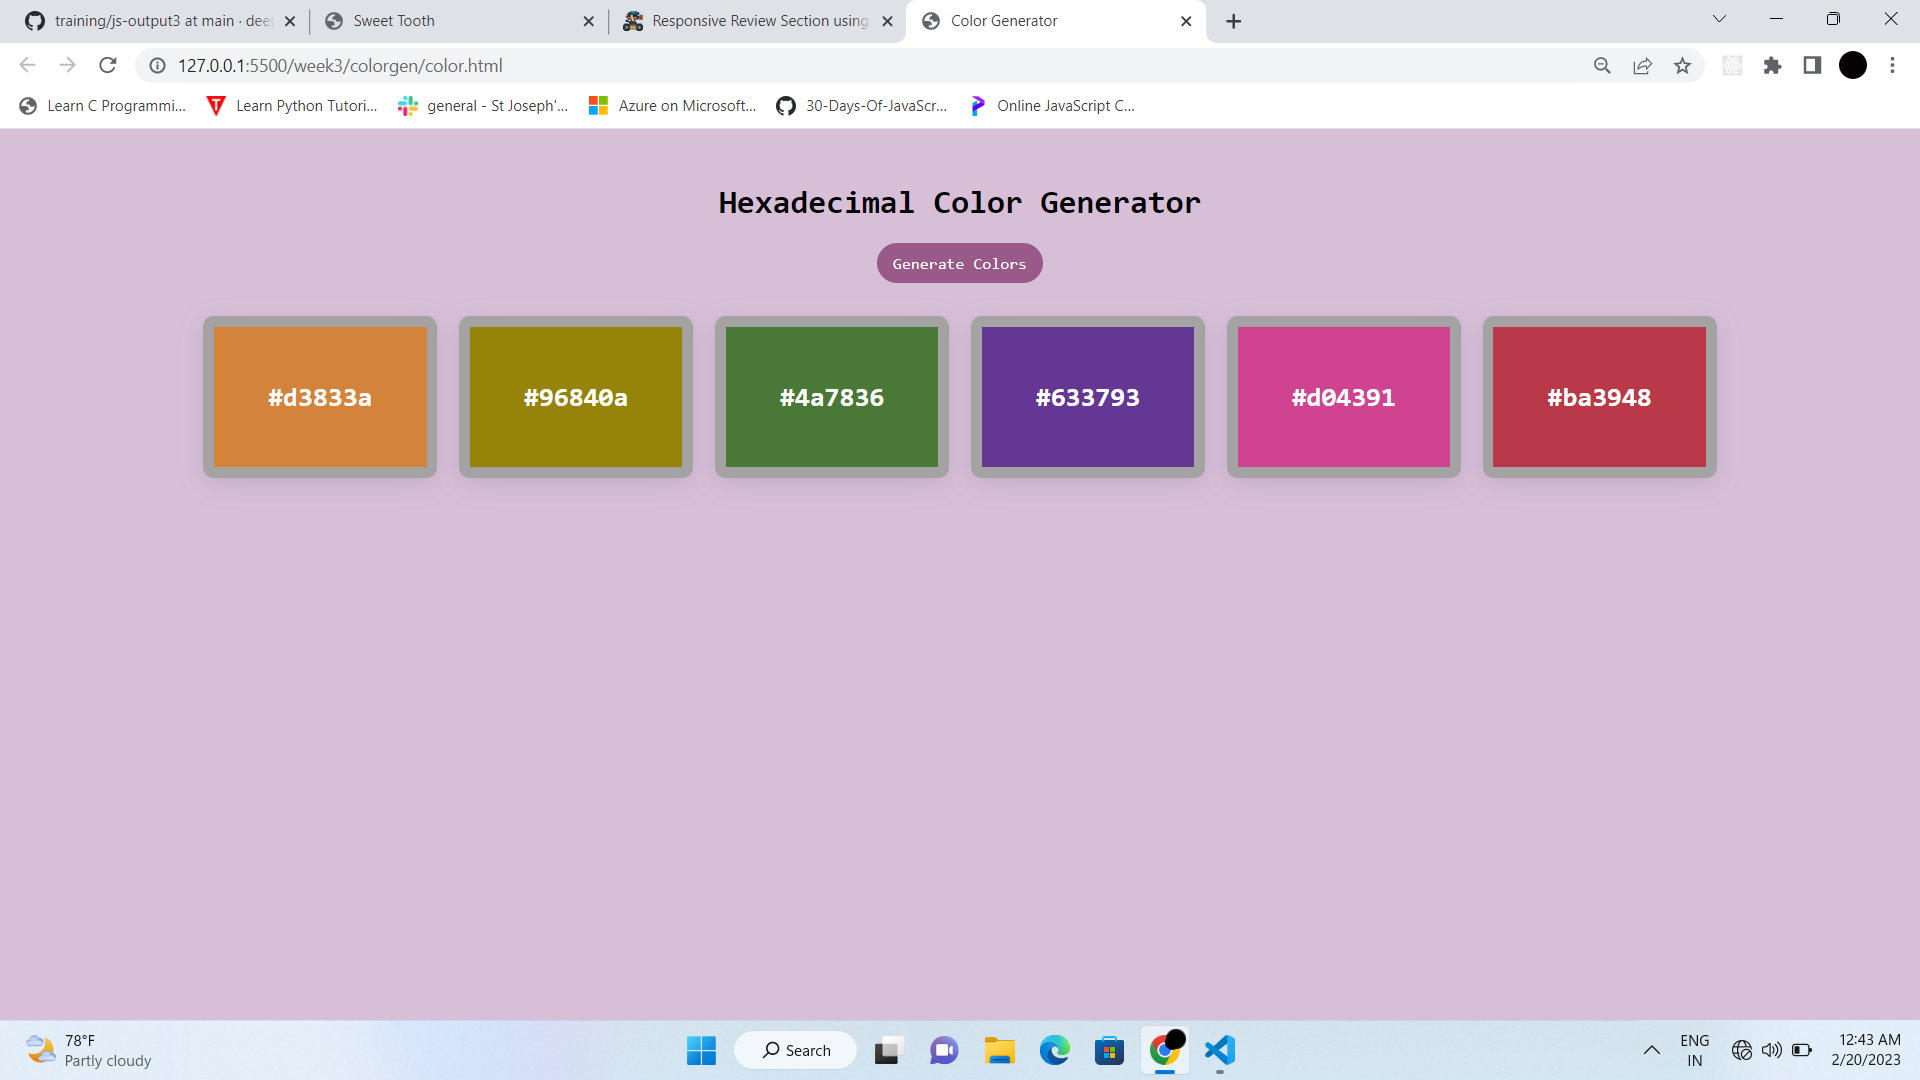 training/js-output3 at main · deep
Sweet Tooth
Responsive Review Section using
Color Generator
127.0.0.1:5500/week3/colorgen/color.html
Learn C Programmi...
Learn Python Tutori...
general - St Joseph'...
Azure on Microsoft...
30-Days-Of-JavaScr...
Online JavaScript C...
Hexadecimal Color Generator
Generate Colors
#d3833a
#96840a
#4a7836
#633793
#d04391
#ba3948
78°F
Partly cloudy
Search
ENG
IN
12:43 AM
2/20/2023